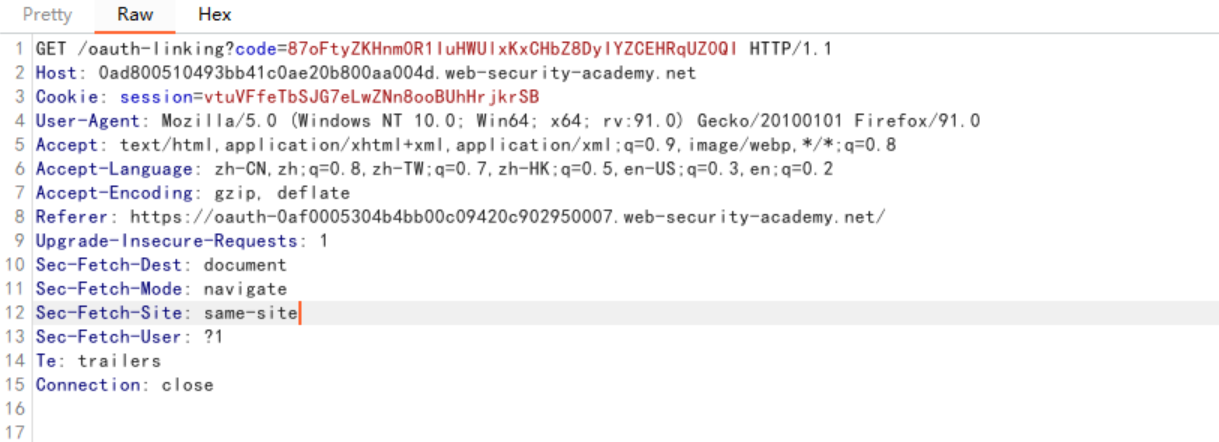 Pretty Raw Hex
1 GET /oauth-linking?code=87oFtyZKHnmOR1luHWUlxKxCHbZ8DylYZCEHRqUZ0Ql HTTP/1.1
2 Host: 0ad800510493bb41c0ae20b800aa004d.web-security-academy.net
3 Cookie: session=vtuVFfeTbSJG7eLwZNn8ooBUhHrjkrSB
4 User-Agent: Mozilla/5.0 (Windows NT 10.0; Win64; x64; rv:91.0) Gecko/20100101 Firefox/91.0
5 Accept: text/html,application/xhtml+xml,application/xml;q=0.9,image/webp,*/*;q=0.8
6 Accept-Language: zh-CN,zh;q=0.8,zh-TW;q=0.7,zh-HK;q=0.5,en-US;q=0.3,en;q=0.2
7 Accept-Encoding: gzip, deflate
8 Referer: https://oauth-0af0005304b4bb00c09420c902950007.web-security-academy.net/
9 Upgrade-Insecure-Requests: 1
10 Sec-Fetch-Dest: document
11 Sec-Fetch-Mode: navigate
12 Sec-Fetch-Site: same-site
13 Sec-Fetch-User: ?1
14 Te: trailers
15 Connection: close
16
17